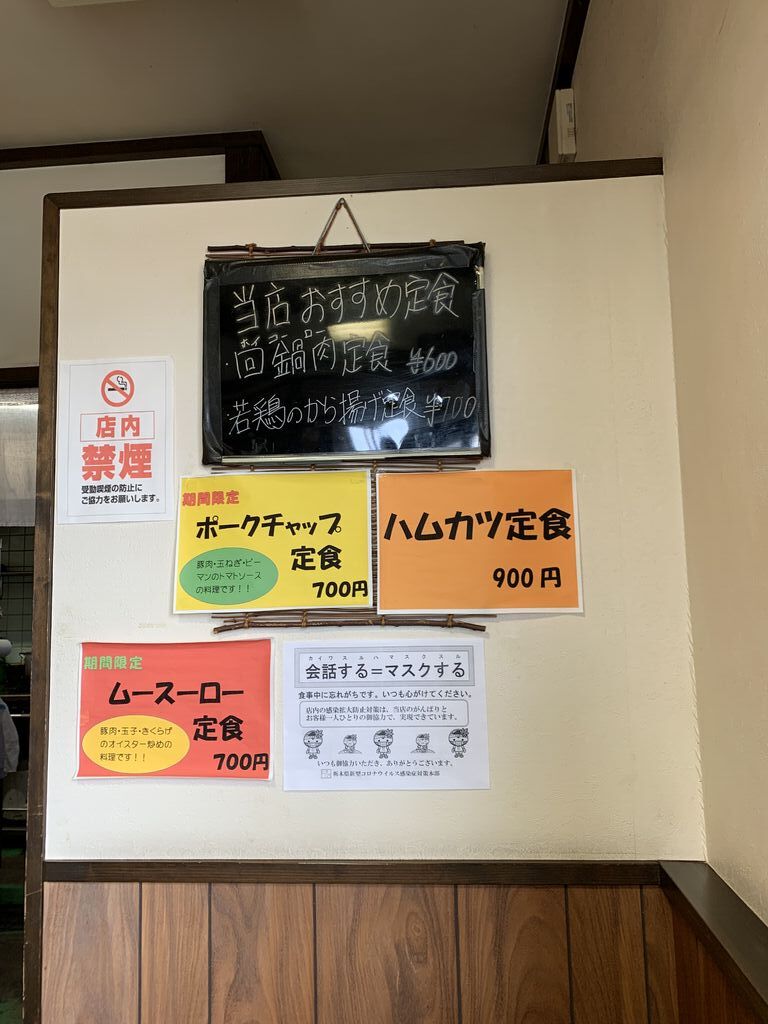 当店おすすめ定食
ホイコーロー
・回鍋肉定食 ¥600
若鶏のから揚げ定食 ¥700
店内
禁煙
受動喫煙の防止に
ご協力をお願いします。
期間限定
ポークチャップ
定食
豚肉・玉ねぎ・ピー
マンのトマトソース
の料理です！！
700円
ハムカツ定食
900円
期間限定
ムースーロー
定食
豚肉・玉子・きくらげ
のオイスター炒めの
料理です！！
700円
カイワスルハマスクスル
会話する＝マスクする
食事中に忘れがちです。いつも心がけてください。
店内の感染拡大防止対策は、当店のがんばりと
お客様一人ひとりの御協力で、実現できています。
いつも御協力いただき、ありがとうございます。
栃木県新型コロナウイルス感染症対策本部